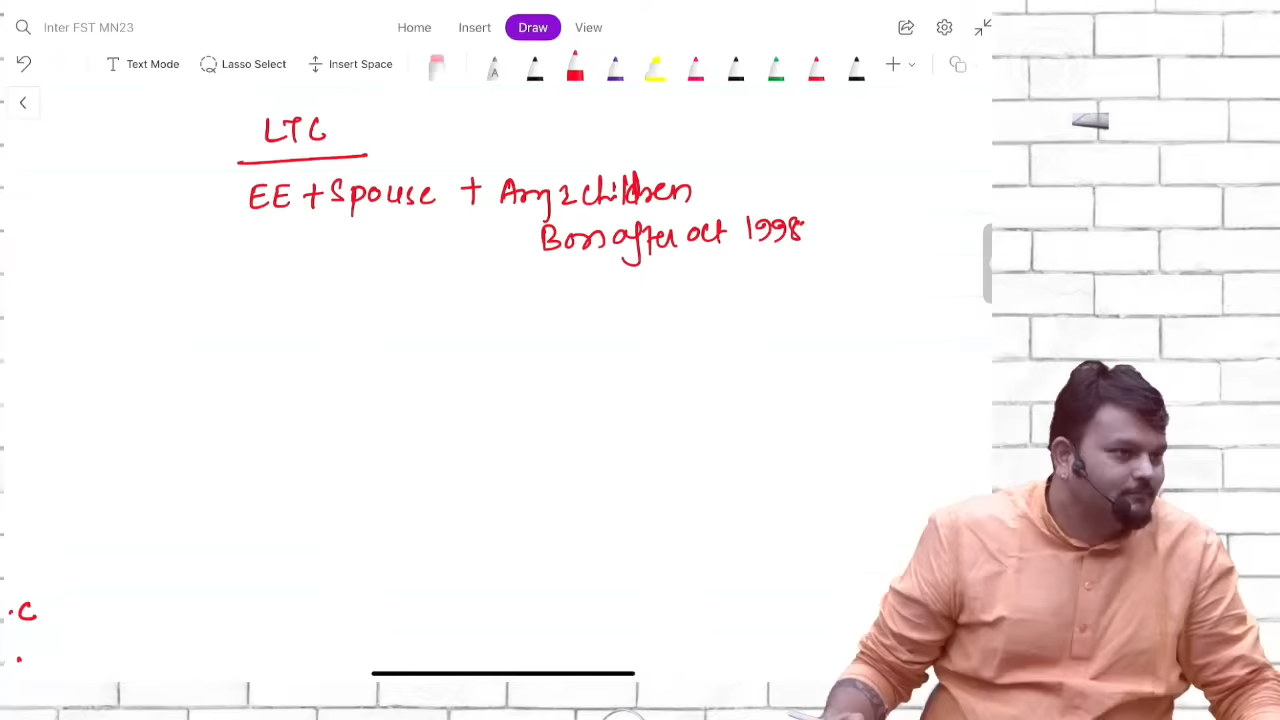 Inter FST MN23
Home Insert Draw View
Text Mode Lasso Select Insert Space
A
LTC
EE + Spouse + Any 2 children
Born after oct 1998
.C